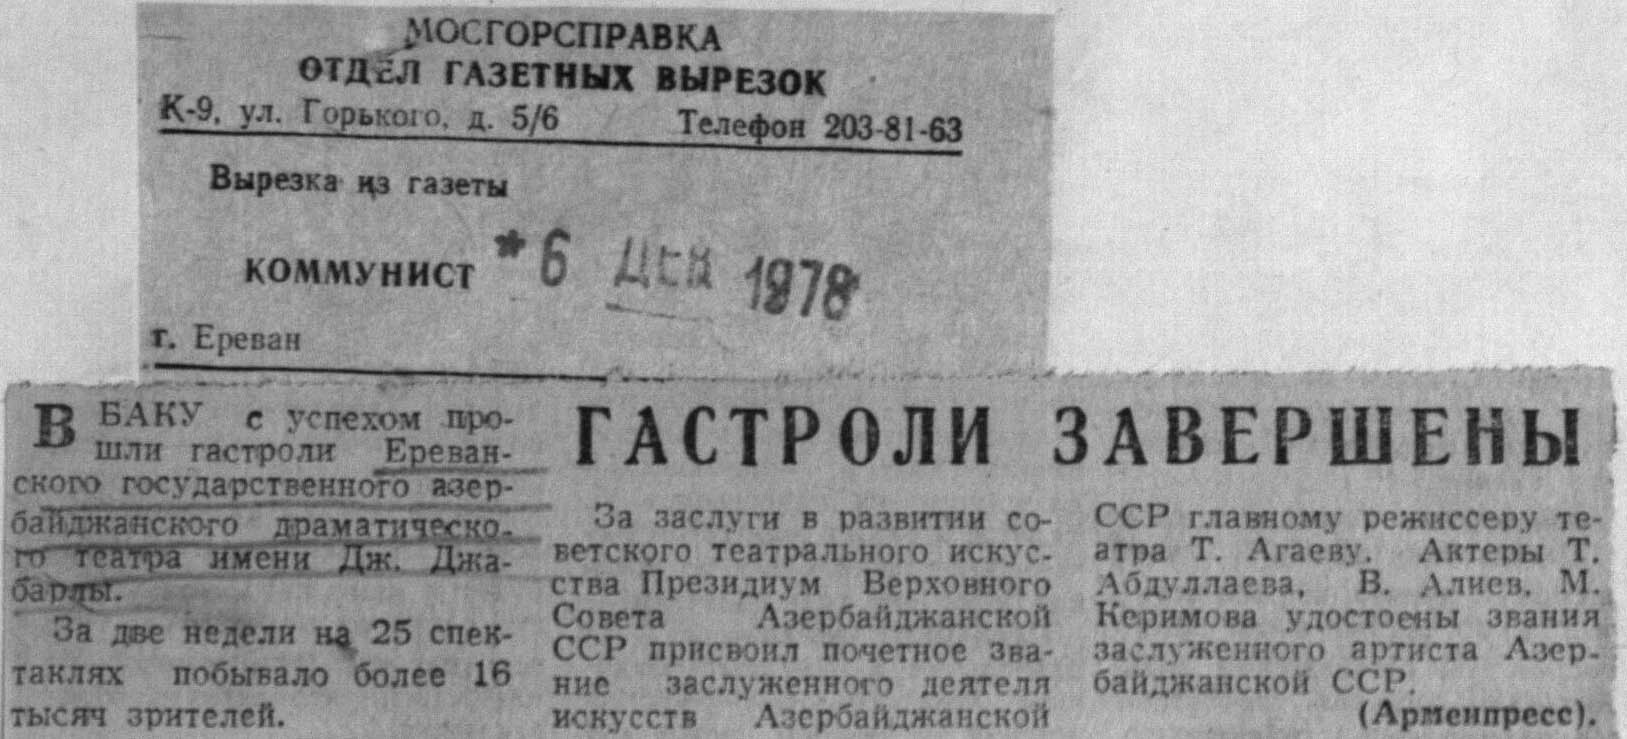 МОСГОРСПРАВКА
ОТДЕЛ ГАЗЕТНЫХ ВЫРЕЗОК
К-9, ул. Горького, д. 5/6 Телефон 203-81-63
Вырезка из газеты
КОММУНИСТ * 6 ДЕК 1978
г. Ереван
ГАСТРОЛИ ЗАВЕРШЕНЫ
В БАКУ с успехом про-
шли гастроли Ереван-
ского государственного азер-
байджанского драматическо-
го театра имени Дж. Джа-
барлы.
За две недели на 25 спек-
таклях побывало более 16
тысяч зрителей.
За заслуги в развитии со-
ветского театрального искус-
ства Президиум Верховного
Совета Азербайджанской
ССР присвоил почетное зва-
ние заслуженного деятеля
искусств Азербайджанской
ССР главному режиссеру те-
атра Т. Агаеву. Актеры Т.
Абдуллаева, В. Алиев, М.
Керимова удостоены звания
заслуженного артиста Азер-
байджанской ССР.
(Арменпресс).